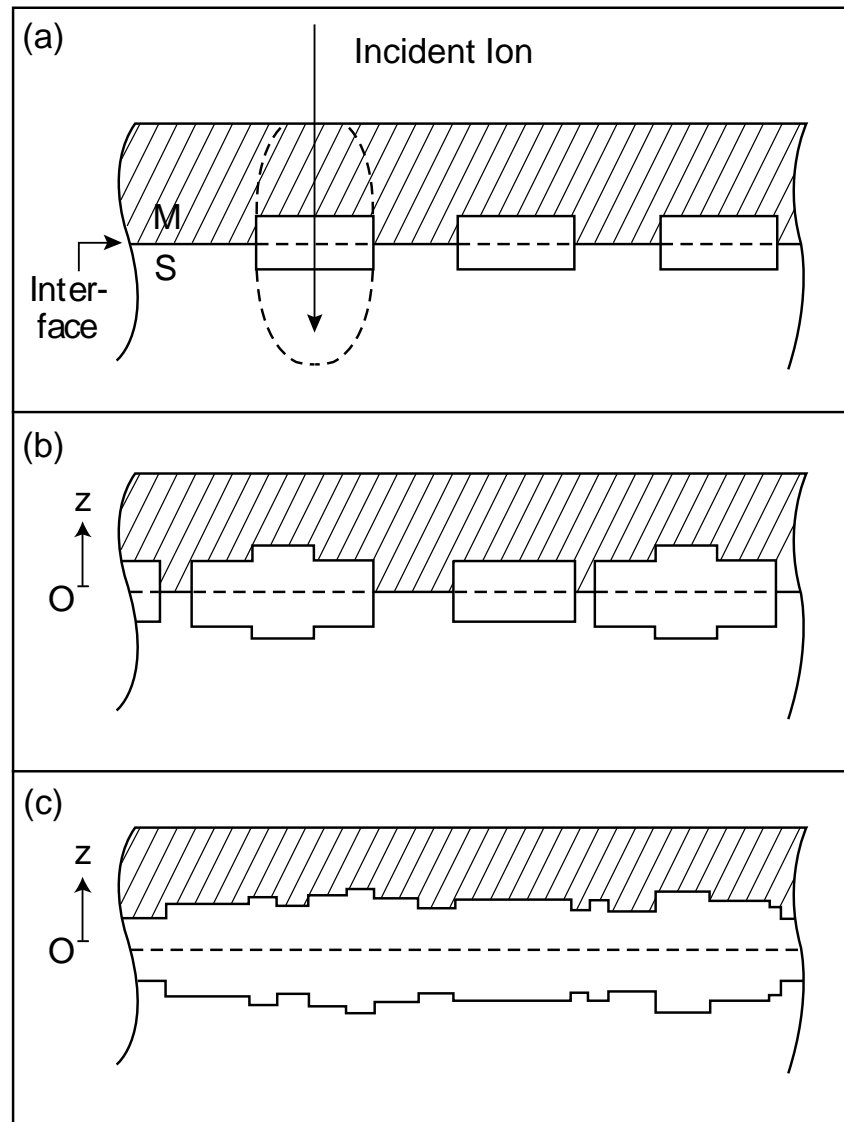 (a)
Incident Ion
M
S
Inter-
face
(b)
z
O
(c)
z
O